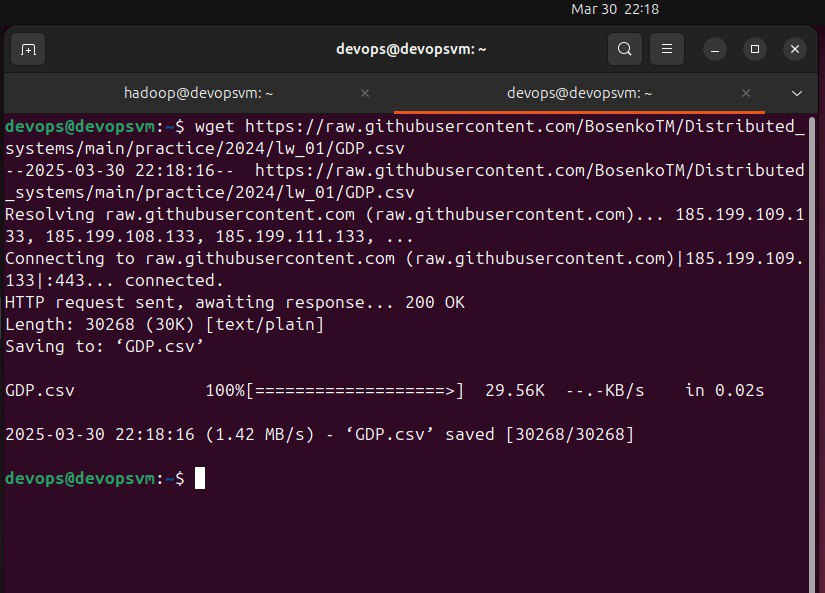 Mar 30 22:18
devops@devopsvm: ~
hadoop@devopsvm: ~
devops@devopsvm: ~
devops@devopsvm:~$ wget https://raw.githubusercontent.com/BosenkoTM/Distributed_
systems/main/practice/2024/lw_01/GDP.csv
--2025-03-30 22:18:16--  https://raw.githubusercontent.com/BosenkoTM/Distributed
_systems/main/practice/2024/lw_01/GDP.csv
Resolving raw.githubusercontent.com (raw.githubusercontent.com)... 185.199.109.1
33, 185.199.108.133, 185.199.111.133, ...
Connecting to raw.githubusercontent.com (raw.githubusercontent.com)|185.199.109.
133|:443... connected.
HTTP request sent, awaiting response... 200 OK
Length: 30268 (30K) [text/plain]
Saving to: ‘GDP.csv’
GDP.csv             100%[===================>]  29.56K  --.-KB/s    in 0.02s
2025-03-30 22:18:16 (1.42 MB/s) - ‘GDP.csv’ saved [30268/30268]
devops@devopsvm:~$